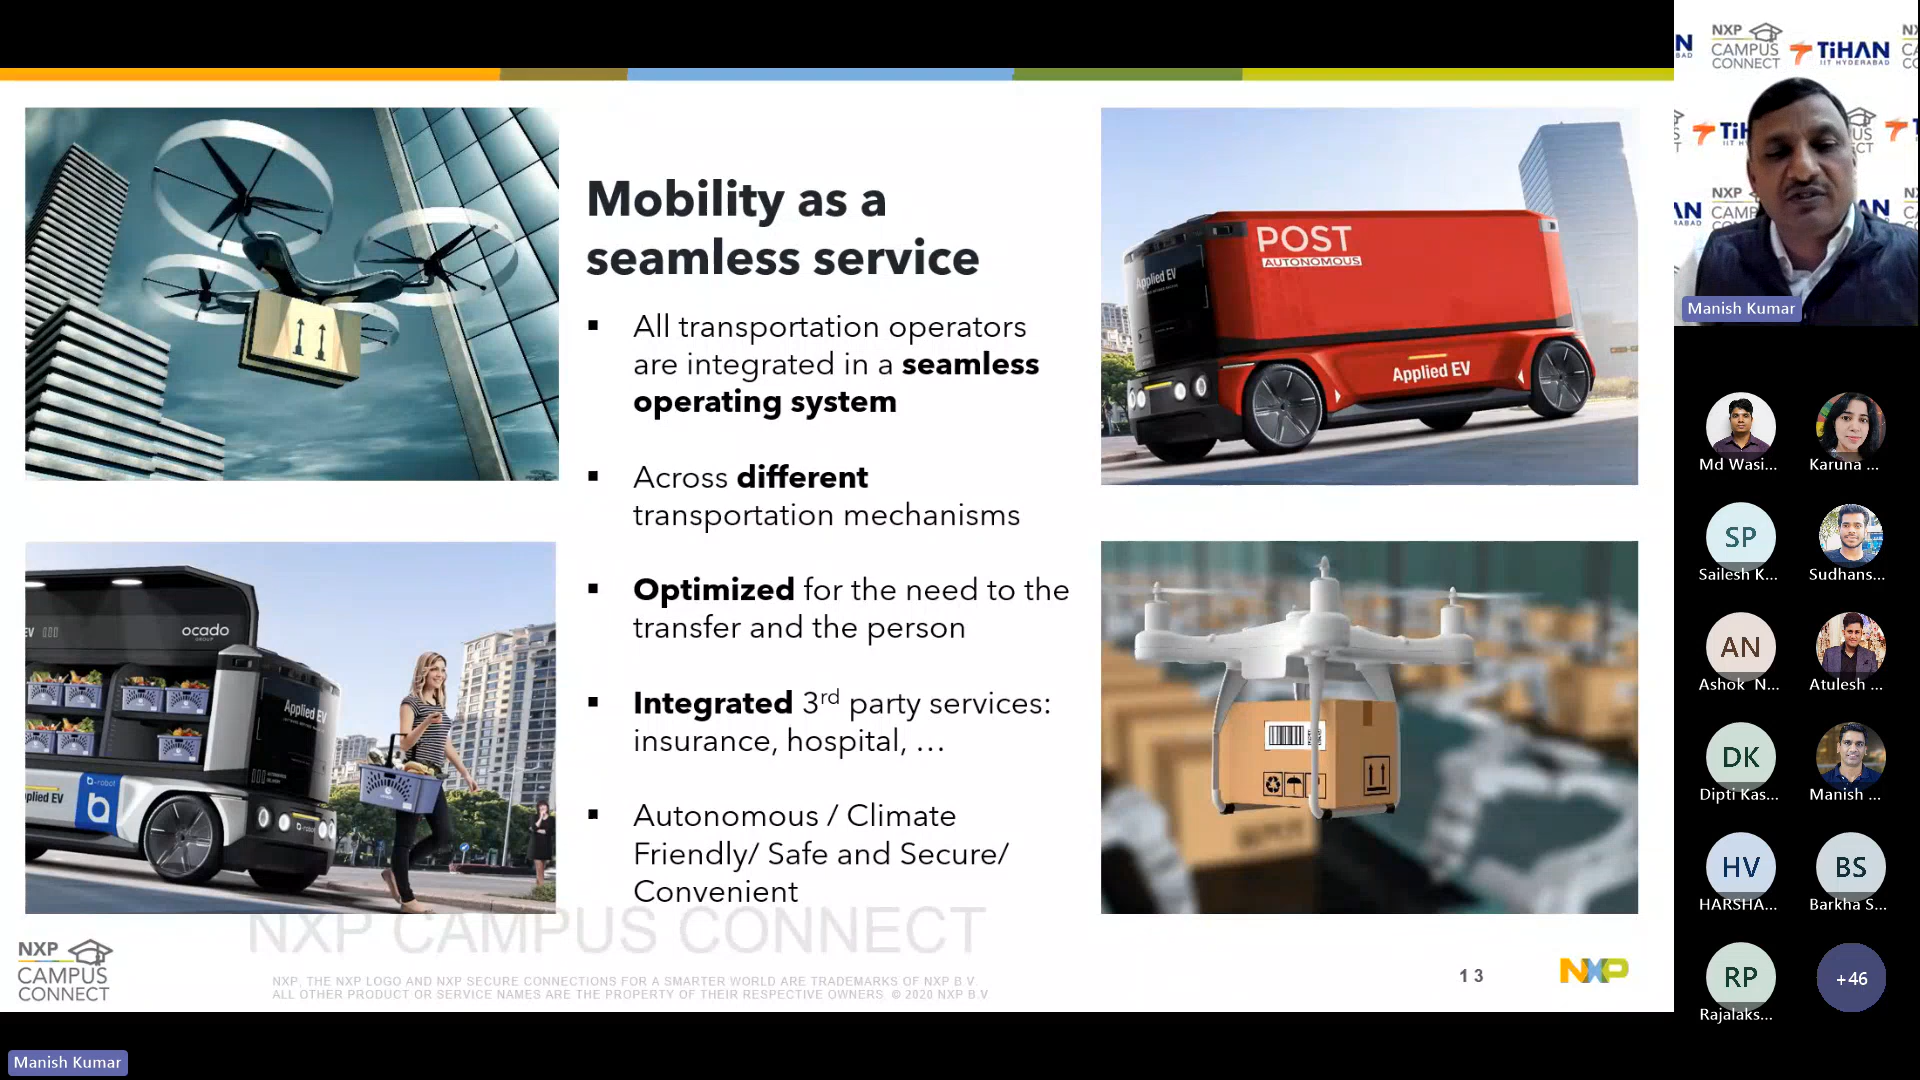 Mobility as a
seamless service
▪ All transportation operators
are integrated in a seamless
operating system
▪ Across different
transportation mechanisms
▪ Optimized for the need to the
transfer and the person
▪ Integrated 3rd party services:
insurance, hospital, …
▪ Autonomous / Climate
Friendly/ Safe and Secure/
Convenient
POST
AUTONOMOUS
Applied EV
Applied EV
ocado
GROUP
Applied EV
b-robot
b
plied EV
NXP CAMPUS CONNECT
NXP
CAMPUS
CONNECT
NXP, THE NXP LOGO AND NXP SECURE CONNECTIONS FOR A SMARTER WORLD ARE TRADEMARKS OF NXP B.V.
ALL OTHER PRODUCT OR SERVICE NAMES ARE THE PROPERTY OF THEIR RESPECTIVE OWNERS. © 2020 NXP B.V
13
NXP
NXP
CAMPUS
CONNECT
TiHAN
IIT HYDERABAD
Manish Kumar
Md Wasi...
Karuna ...
SP
Sailesh K...
Sudhans...
AN
Ashok N...
Atulesh ...
DK
Dipti Kas...
Manish ...
HV
HARSHA...
BS
Barkha S...
RP
Rajalaks...
+46
Manish Kumar